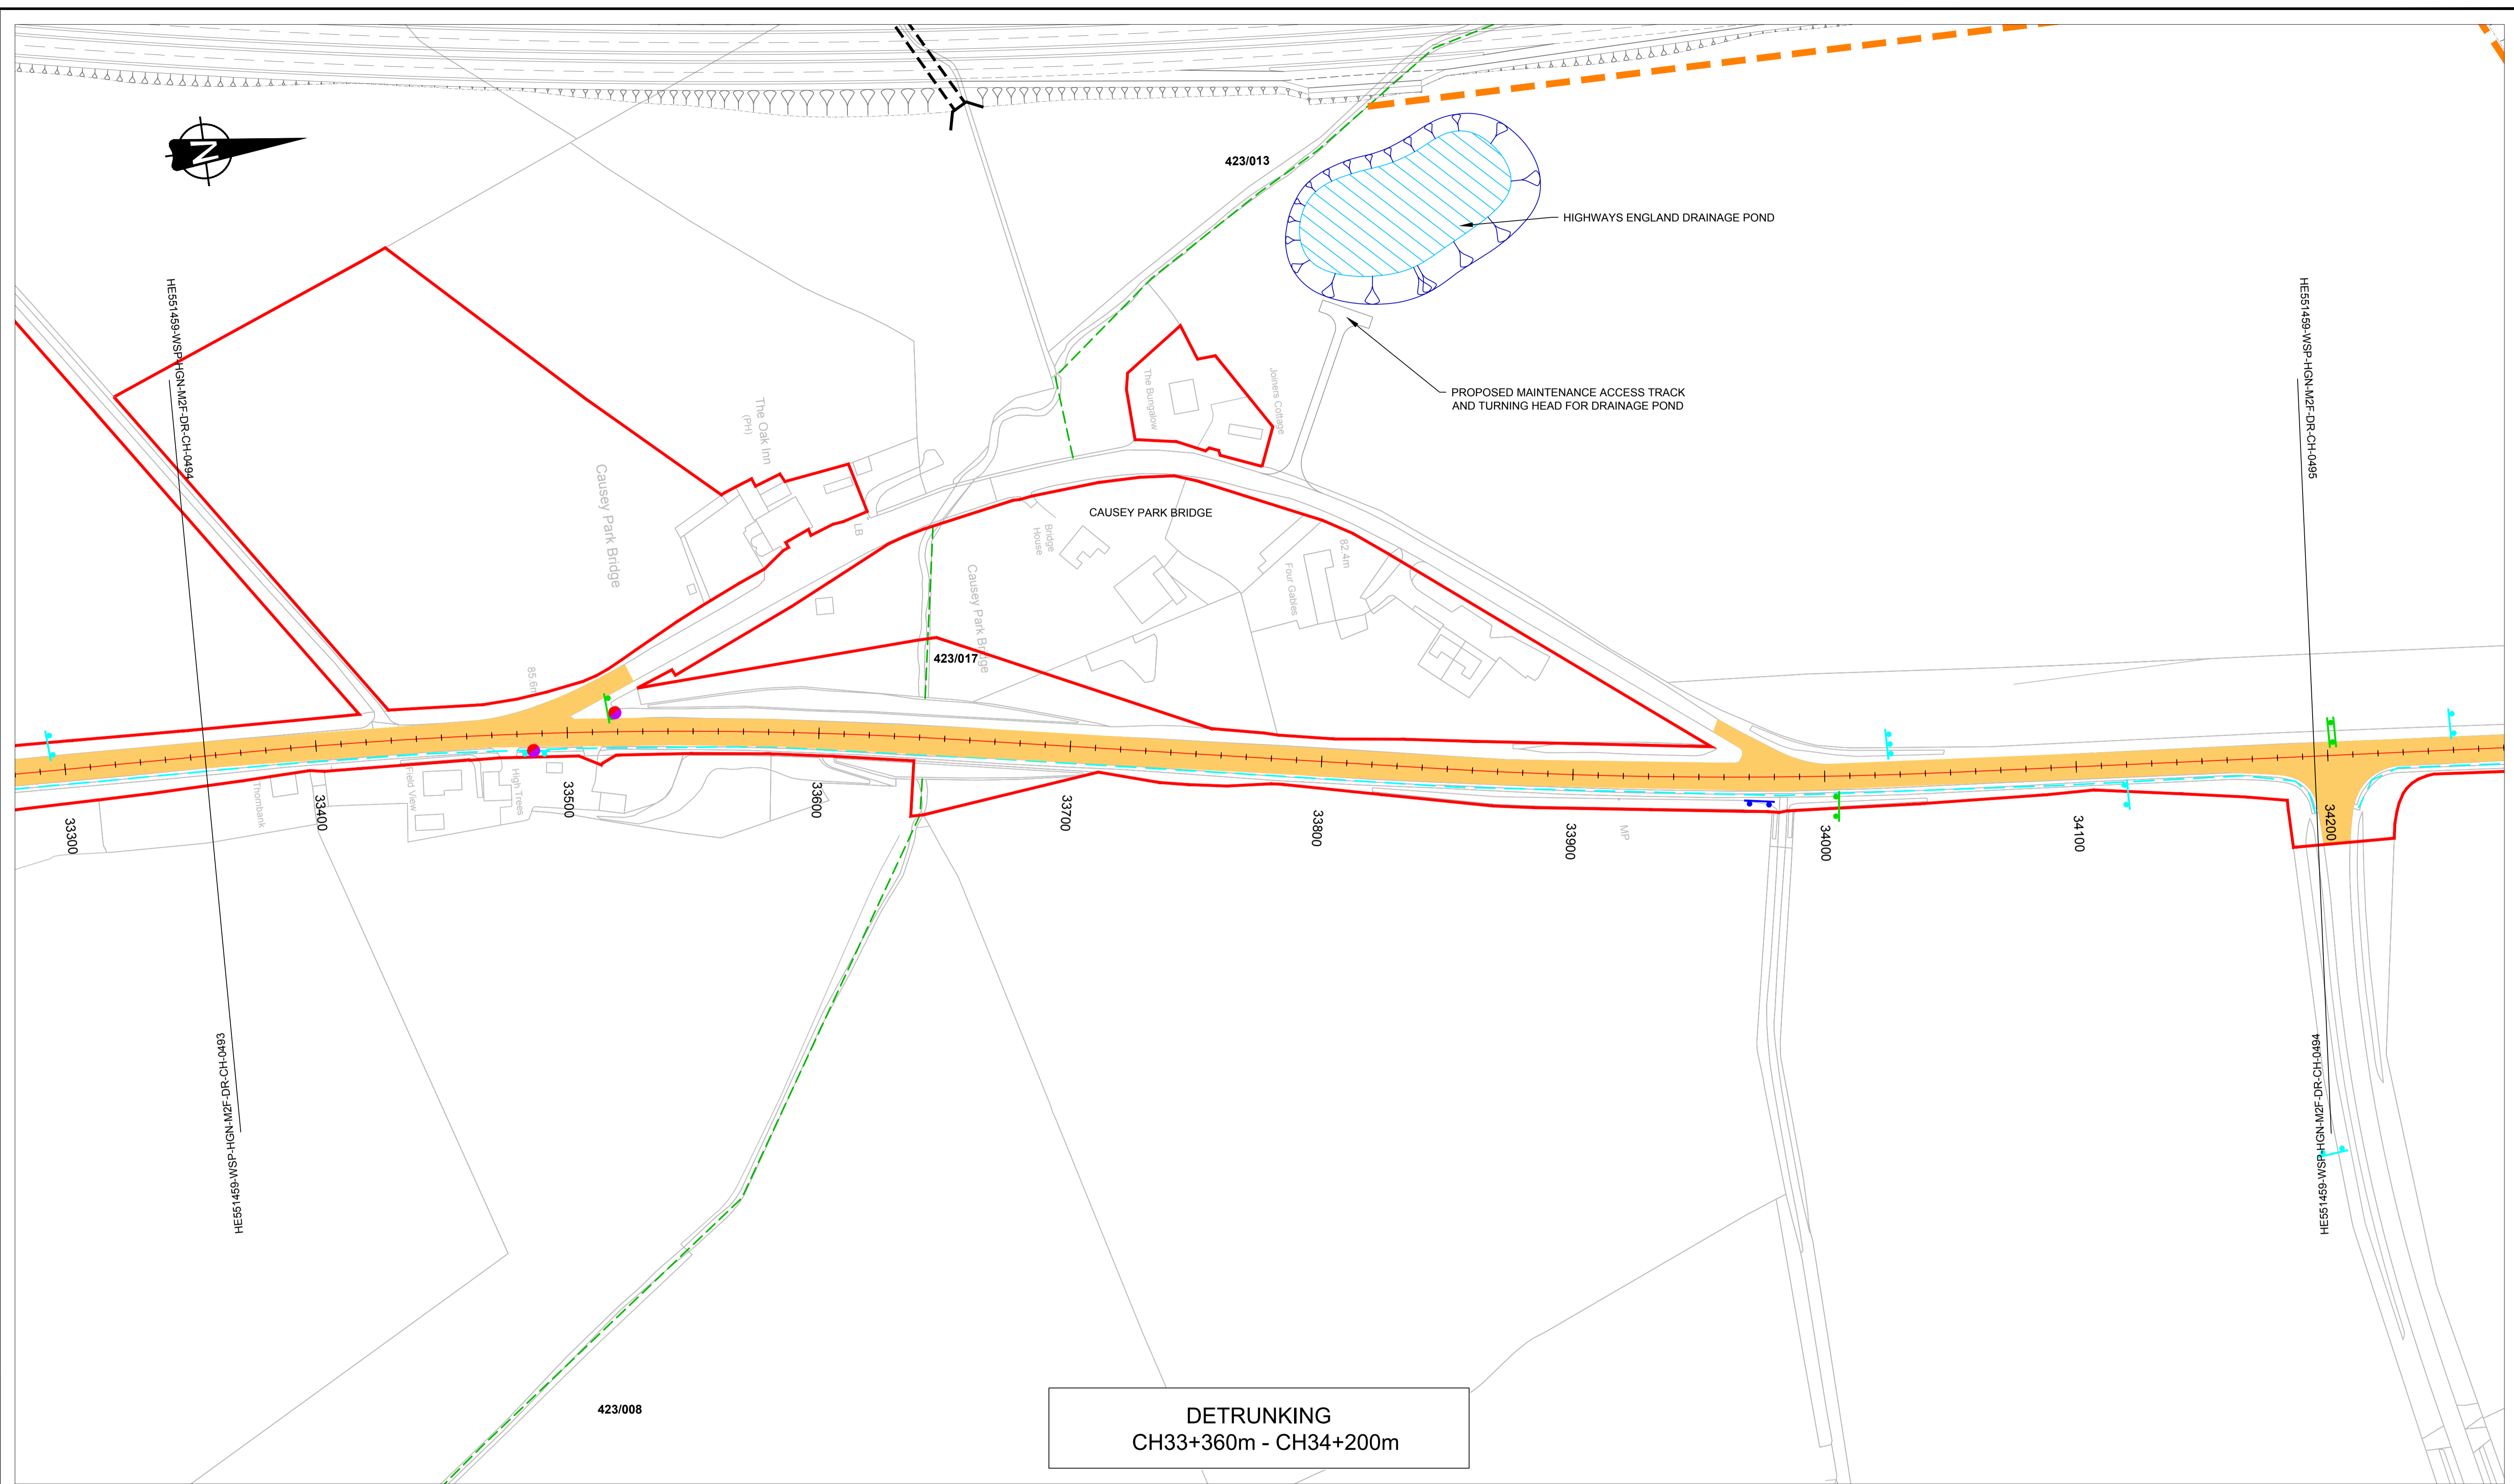 N
423/013
HIGHWAYS ENGLAND DRAINAGE POND
HE551459-WSP-HGN-M2F-DR-CH-0494
HE551459-WSP-HGN-M2F-DR-CH-0495
PROPOSED MAINTENANCE ACCESS TRACK
AND TURNING HEAD FOR DRAINAGE POND
The Bungalow
Joiners Cottage
The Oak Inn
(PH)
Causey Park Bridge
LB
CAUSEY PARK BRIDGE
Bridge
House
82.4m
Four Gables
Causey Park Bridge
423/017
85.6m
Thornbank
Field View
High Trees
MP
33300
33400
33500
33600
33700
33800
33900
34000
34100
34200
HE551459-WSP-HGN-M2F-DR-CH-0493
HE551459-WSP-HGN-M2F-DR-CH-0494
423/008
DETRUNKING
CH33+360m - CH34+200m